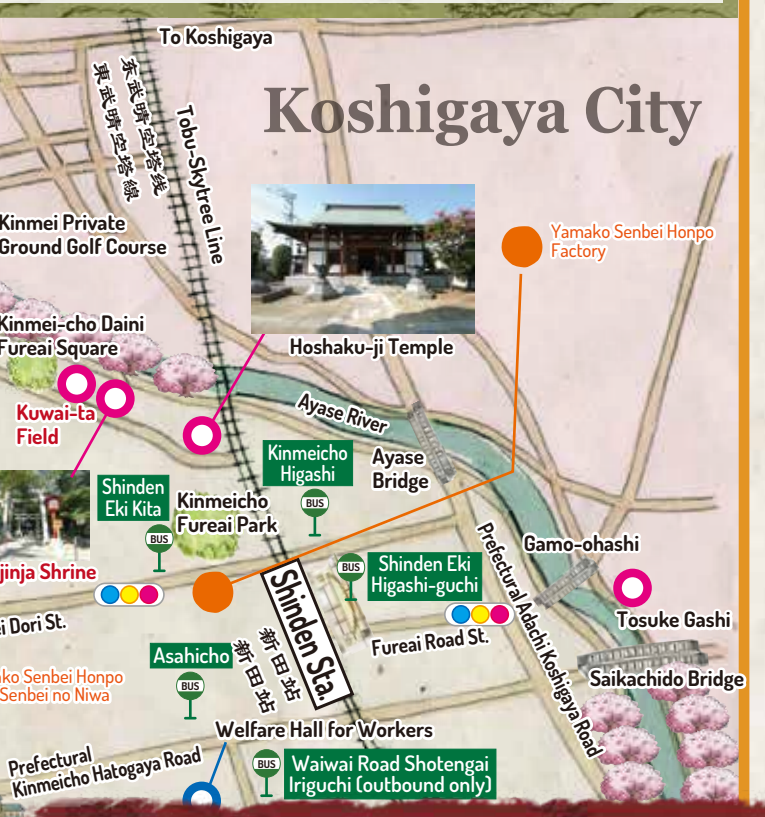 To Koshigaya
Koshigaya City
东武晴空塔线
東武晴空塔線
Tobu-Skytree Line
Kinmei Private
Ground Golf Course
Yamako Senbei Honpo
Factory
Kinmei-cho Daini
Fureai Square
Hoshaku-ji Temple
Kuwai-ta
Field
Ayase River
Kinmeicho
Higashi
BUS
Ayase
Bridge
Shinden
Eki Kita
BUS
Kinmeicho
Fureai Park
Gamo-ohashi
jinja Shrine
BUS
Shinden Eki
Higashi-guchi
Prefectural Adachi Koshigaya Road
Tosuke Gashi
ei Dori St.
Shinden Sta.
新田站
新田站
Fureai Road St.
Asahicho
BUS
ako Senbei Honpo
Senbei no Niwa
Saikachido Bridge
Welfare Hall for Workers
Prefectural
Kinmeicho Hatogaya Road
BUS
Waiwai Road Shotengai
Iriguchi (outbound only)